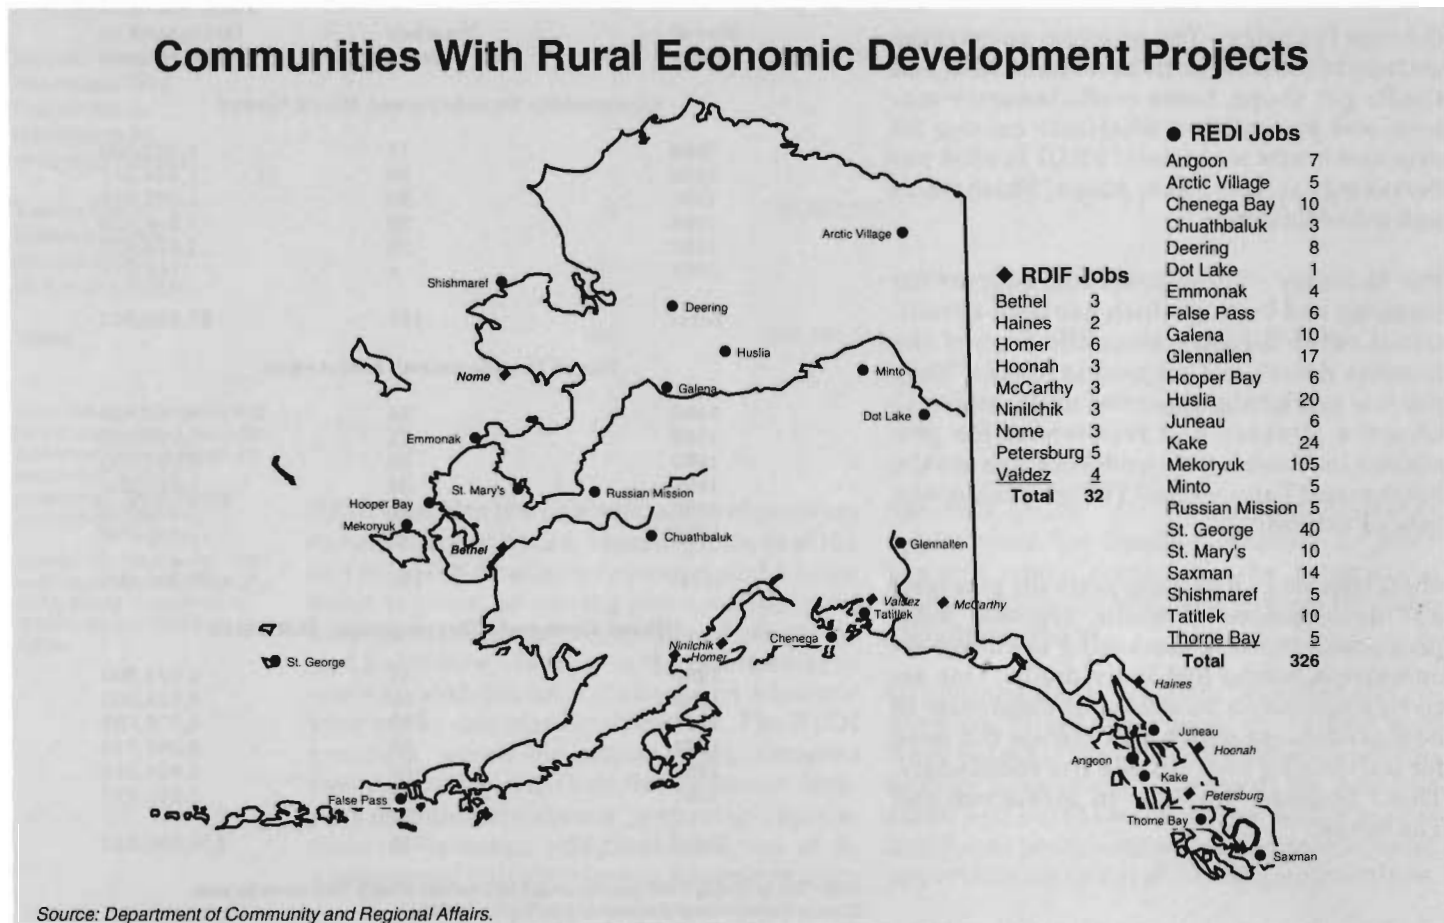 Communities With Rural Economic Development Projects
● REDI Jobs
Angoon 7
Arctic Village 5
Chenega Bay 10
Chuathbaluk 3
Deering 8
Dot Lake 1
Emmonak 4
False Pass 6
Galena 10
Glennallen 17
Hooper Bay 6
Huslia 20
Juneau 6
Kake 24
Mekoryuk 105
Minto 5
Russian Mission 5
St. George 40
St. Mary's 10
Saxman 14
Shishmaref 5
Tatitlek 10
Thorne Bay 5
Total 326
◆ RDIF Jobs
Bethel 3
Haines 2
Homer 6
Hoonah 3
McCarthy 3
Ninilchik 3
Nome 3
Petersburg 5
Valdez 4
Total 32
Arctic Village
Shishmaref
Deering
Huslia
Nome
Galena
Minto
Dot Lake
Emmonak
St. Mary's
Russian Mission
Hooper Bay
Mekoryuk
Bethel
Chuathbaluk
Glennallen
Valdez
McCarthy
Tatitlek
Chenega
Ninilchik
Homer
St. George
Haines
Juneau
Hoonah
Angoon
Kake
Petersburg
False Pass
Thorne Bay
Saxman
Source: Department of Community and Regional Affairs.